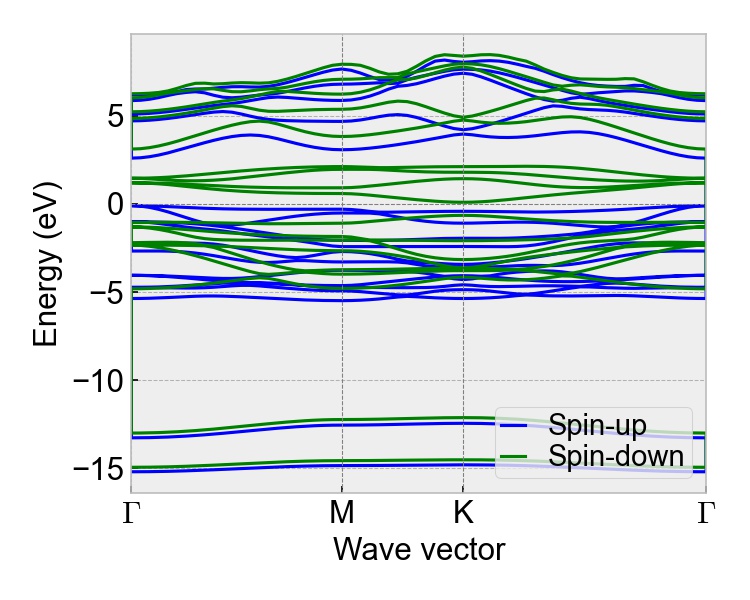 Energy (eV)
5
0
−5
−10
−15
Spin-up
Spin-down
Γ M K Γ
Wave vector